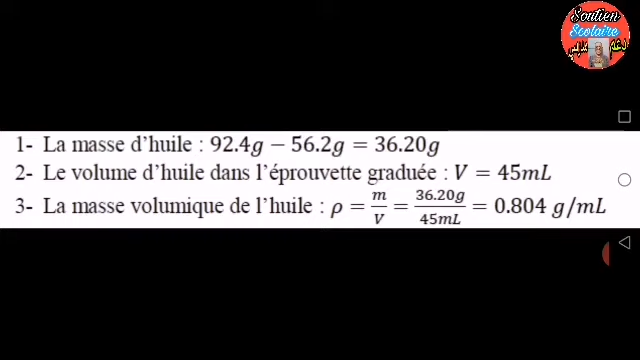 Soutien
Scolaire
1- La masse d'huile : 92.4g − 56.2g = 36.20g
2- Le volume d'huile dans l'éprouvette graduée : V = 45mL
3- La masse volumique de l'huile : ρ = m/V = 36.20g/45mL = 0.804 g/mL